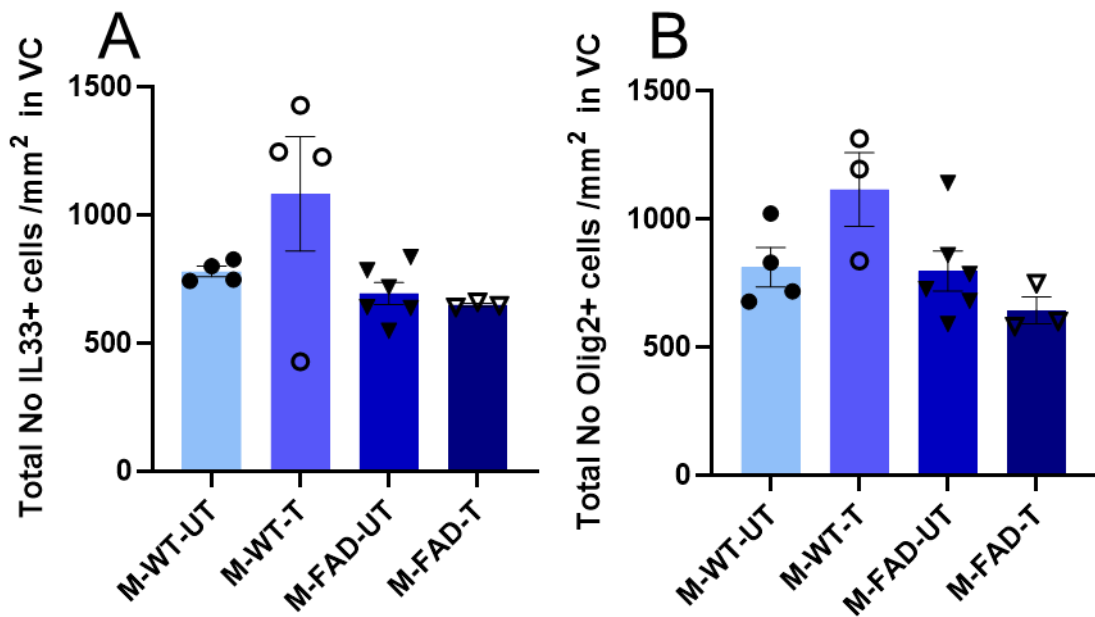 A
Total No IL33+ cells /mm² in VC
1500
1000
500
0
M-WT-UT
M-WT-T
M-FAD-UT
M-FAD-T
B
Total No Olig2+ cells /mm² in VC
1500
1000
500
0
M-WT-UT
M-WT-T
M-FAD-UT
M-FAD-T